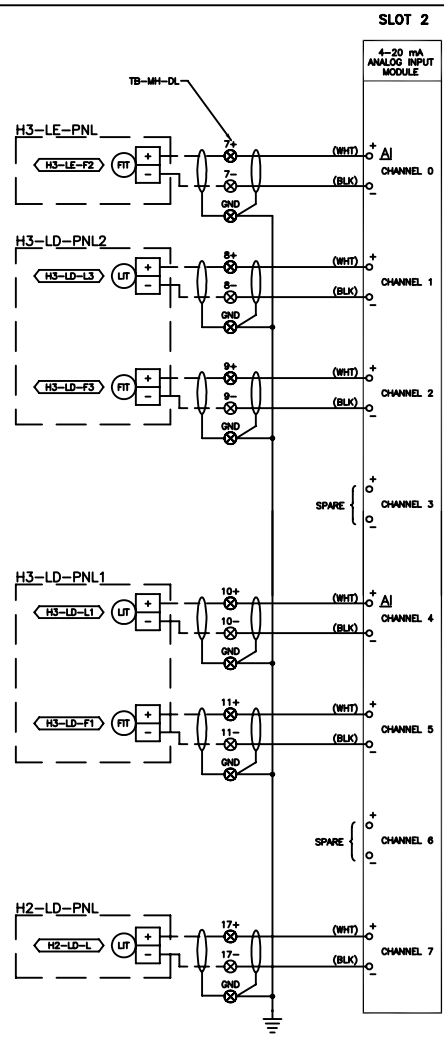 SLOT 2
4-20 mA
ANALOG INPUT
MODULE
TB-MH-DL
H3-LE-PNL
H3-LE-F2 FIT + − 7+ (WHT) + AI
7- (BLK) − CHANNEL 0
GND
H3-LD-PNL2
H3-LD-L3 LIT + − 8+ (WHT) +
8- (BLK) − CHANNEL 1
GND
H3-LD-F3 FIT + − 9+ (WHT) +
9- (BLK) − CHANNEL 2
GND
SPARE { + − CHANNEL 3
H3-LD-PNL1
H3-LD-L1 LIT + − 10+ (WHT) + AI
10- (BLK) − CHANNEL 4
GND
H3-LD-F1 FIT + − 11+ (WHT) +
11- (BLK) − CHANNEL 5
GND
SPARE { + − CHANNEL 6
H2-LD-PNL
H2-LD-L LIT + − 17+ (WHT) +
17- (BLK) − CHANNEL 7
GND